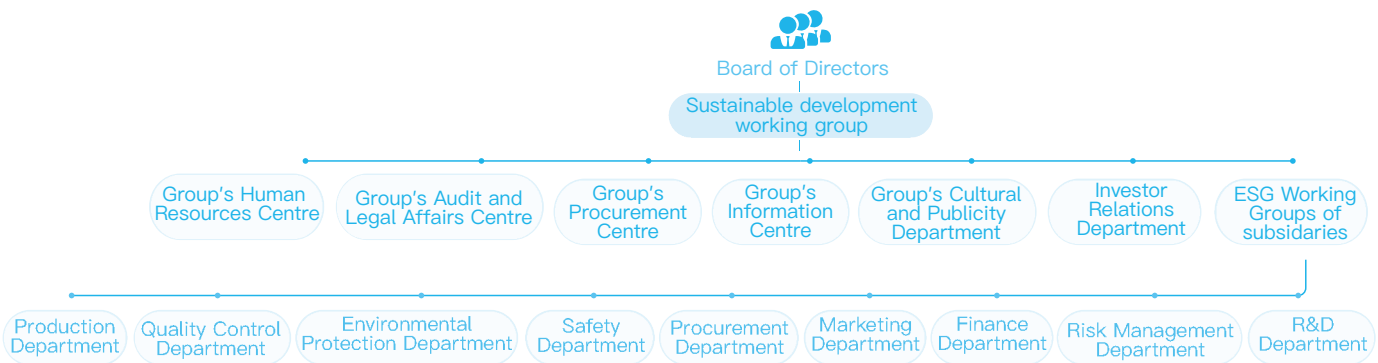 Board of Directors
Sustainable development
working group
Group's Human
Resources Centre
Group's Audit and
Legal Affairs Centre
Group's
Procurement
Centre
Group's
Information
Centre
Group's Cultural
and Publicity
Department
Investor
Relations
Department
ESG Working
Groups of
subsidaries
Production
Department
Quality Control
Department
Environmental
Protection Department
Safety
Department
Procurement
Department
Marketing
Department
Finance
Department
Risk Management
Department
R&D
Department